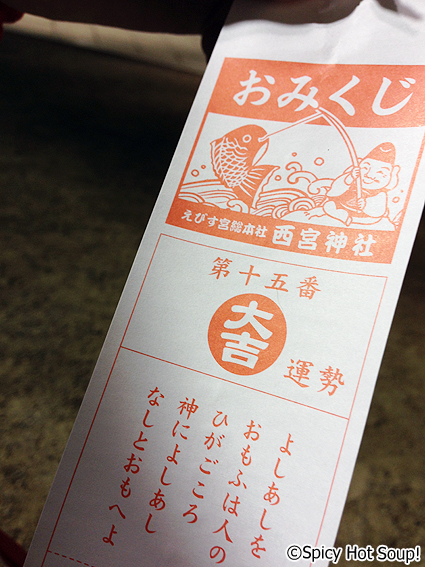 おみくじ
えびす宮総本社 西宮神社
第十五番
大吉
運勢
よしあしを
おもふは人の
ひがごころ
神によしあし
なしとおもへよ
©Spicy Hot Soup!